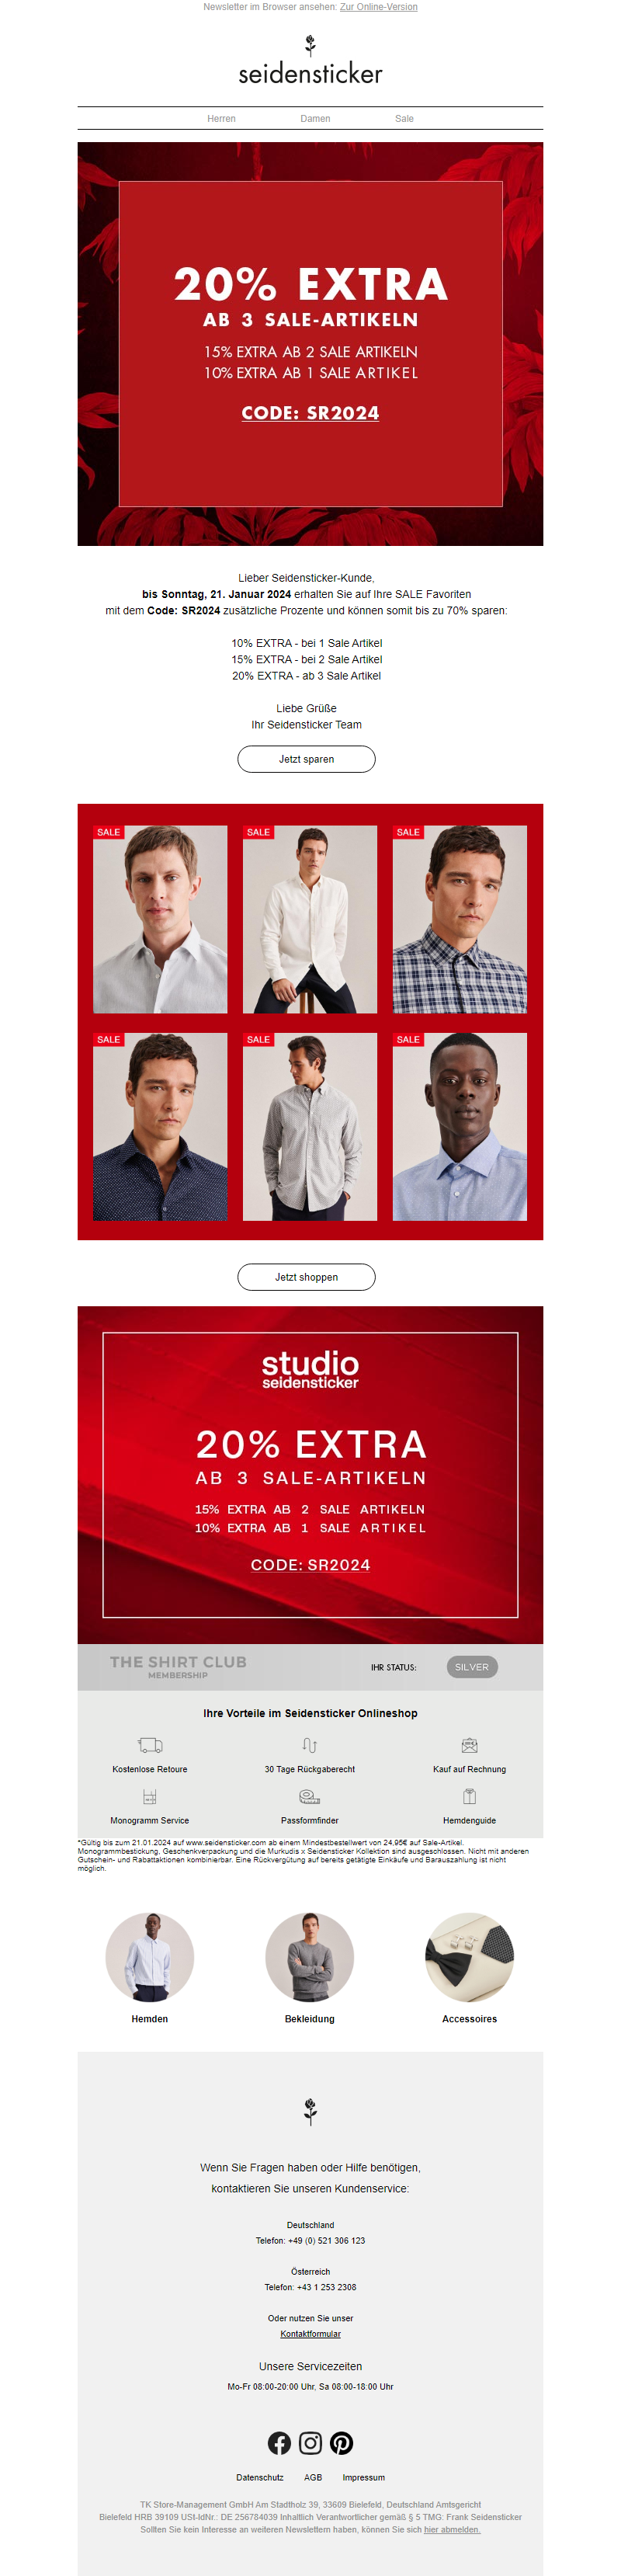 Newsletter im Browser ansehen: Zur Online-Version
seidensticker
Herren Damen Sale
20% EXTRA
AB 3 SALE-ARTIKELN
15% EXTRA AB 2 SALE ARTIKELN
10% EXTRA AB 1 SALE ARTIKEL
CODE: SR2024
Lieber Seidensticker-Kunde,
bis Sonntag, 21. Januar 2024 erhalten Sie auf Ihre SALE Favoriten
mit dem Code: SR2024 zusätzliche Prozente und können somit bis zu 70% sparen:
10% EXTRA - bei 1 Sale Artikel
15% EXTRA - bei 2 Sale Artikel
20% EXTRA - ab 3 Sale Artikel
Liebe Grüße
Ihr Seidensticker Team
Jetzt sparen
SALE SALE SALE
SALE SALE SALE
Jetzt shoppen
studio
seidensticker
20% EXTRA
AB 3 SALE-ARTIKELN
15% EXTRA AB 2 SALE ARTIKELN
10% EXTRA AB 1 SALE ARTIKEL
CODE: SR2024
THE SHIRT CLUB
MEMBERSHIP
IHR STATUS: SILVER
Ihre Vorteile im Seidensticker Onlineshop
Kostenlose Retoure 30 Tage Rückgaberecht Kauf auf Rechnung
Monogramm Service Passformfinder Hemdenguide
*Gültig bis zum 21.01.2024 auf www.seidensticker.com ab einem Mindestbestellwert von 24,95€ auf Sale-Artikel.
Monogrammbestickung, Geschenkverpackung und die Murkudis x Seidensticker Kollektion sind ausgeschlossen. Nicht mit anderen
Gutschein- und Rabattaktionen kombinierbar. Eine Rückvergütung auf bereits getätigte Einkäufe und Barauszahlung ist nicht
möglich.
Hemden Bekleidung Accessoires
Wenn Sie Fragen haben oder Hilfe benötigen,
kontaktieren Sie unseren Kundenservice:
Deutschland
Telefon: +49 (0) 521 306 123
Österreich
Telefon: +43 1 253 2308
Oder nutzen Sie unser
Kontaktformular
Unsere Servicezeiten
Mo-Fr 08:00-20:00 Uhr, Sa 08:00-18:00 Uhr
Datenschutz AGB Impressum
TK Store-Management GmbH Am Stadtholz 39, 33609 Bielefeld, Deutschland Amtsgericht
Bielefeld HRB 39109 USt-IdNr.: DE 256784039 Inhaltlich Verantwortlicher gemäß § 5 TMG: Frank Seidensticker
Sollten Sie kein Interesse an weiteren Newslettern haben, können Sie sich hier abmelden.